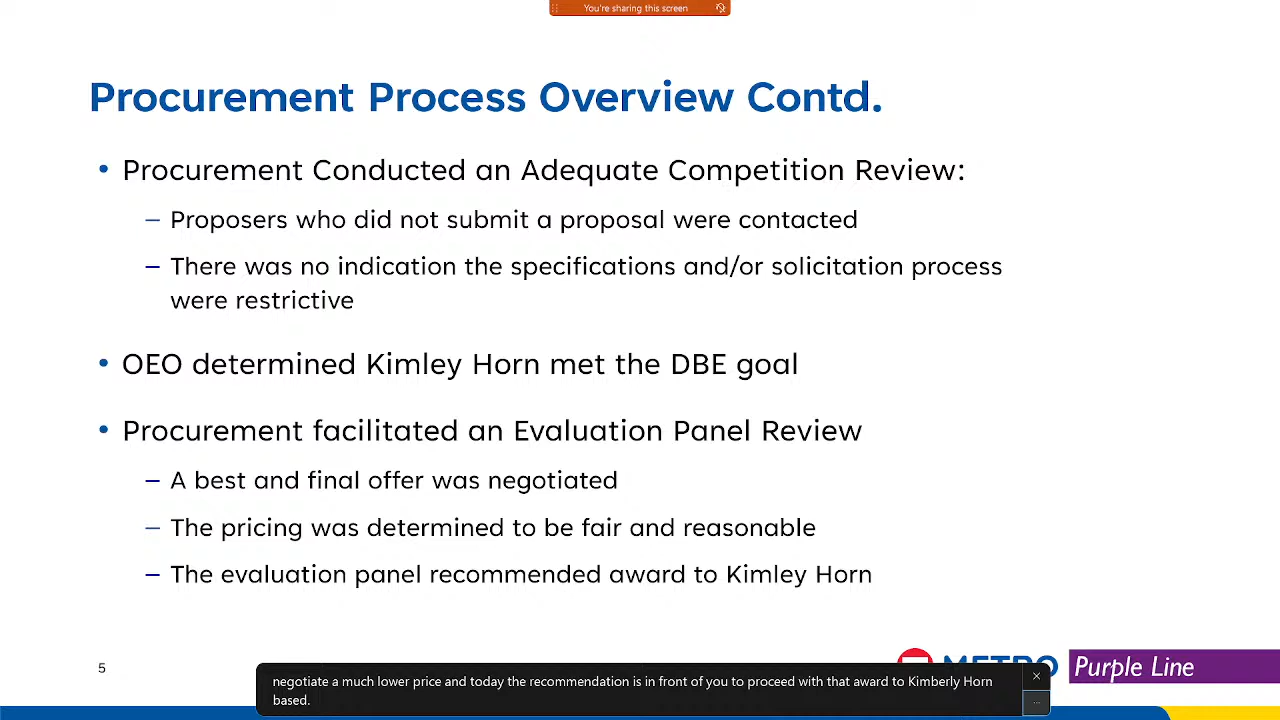 You're sharing this screen
Procurement Process Overview Contd.
• Procurement Conducted an Adequate Competition Review:
– Proposers who did not submit a proposal were contacted
– There was no indication the specifications and/or solicitation process
were restrictive
• OEO determined Kimley Horn met the DBE goal
• Procurement facilitated an Evaluation Panel Review
– A best and final offer was negotiated
– The pricing was determined to be fair and reasonable
– The evaluation panel recommended award to Kimley Horn
5
METRO Purple Line
negotiate a much lower price and today the recommendation is in front of you to proceed with that award to Kimberly Horn
based.